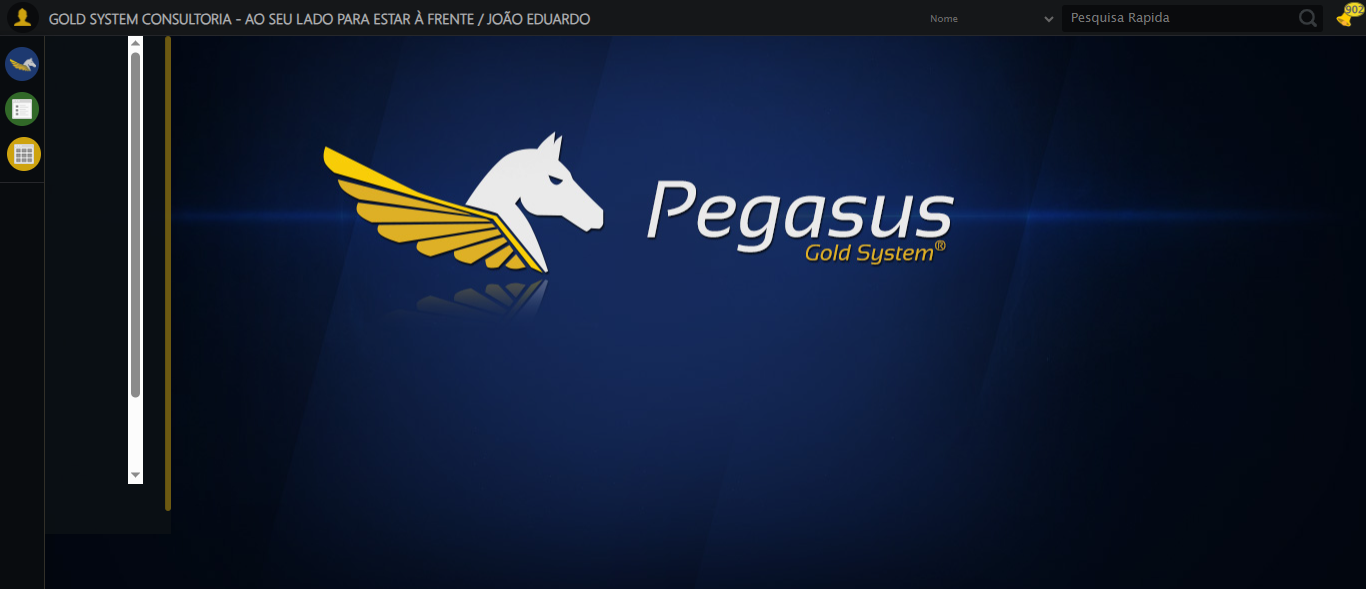 GOLD SYSTEM CONSULTORIA - AO SEU LADO PARA ESTAR À FRENTE / JOÃO EDUARDO
Nome
Pesquisa Rapida
902
Pegasus
Gold System®